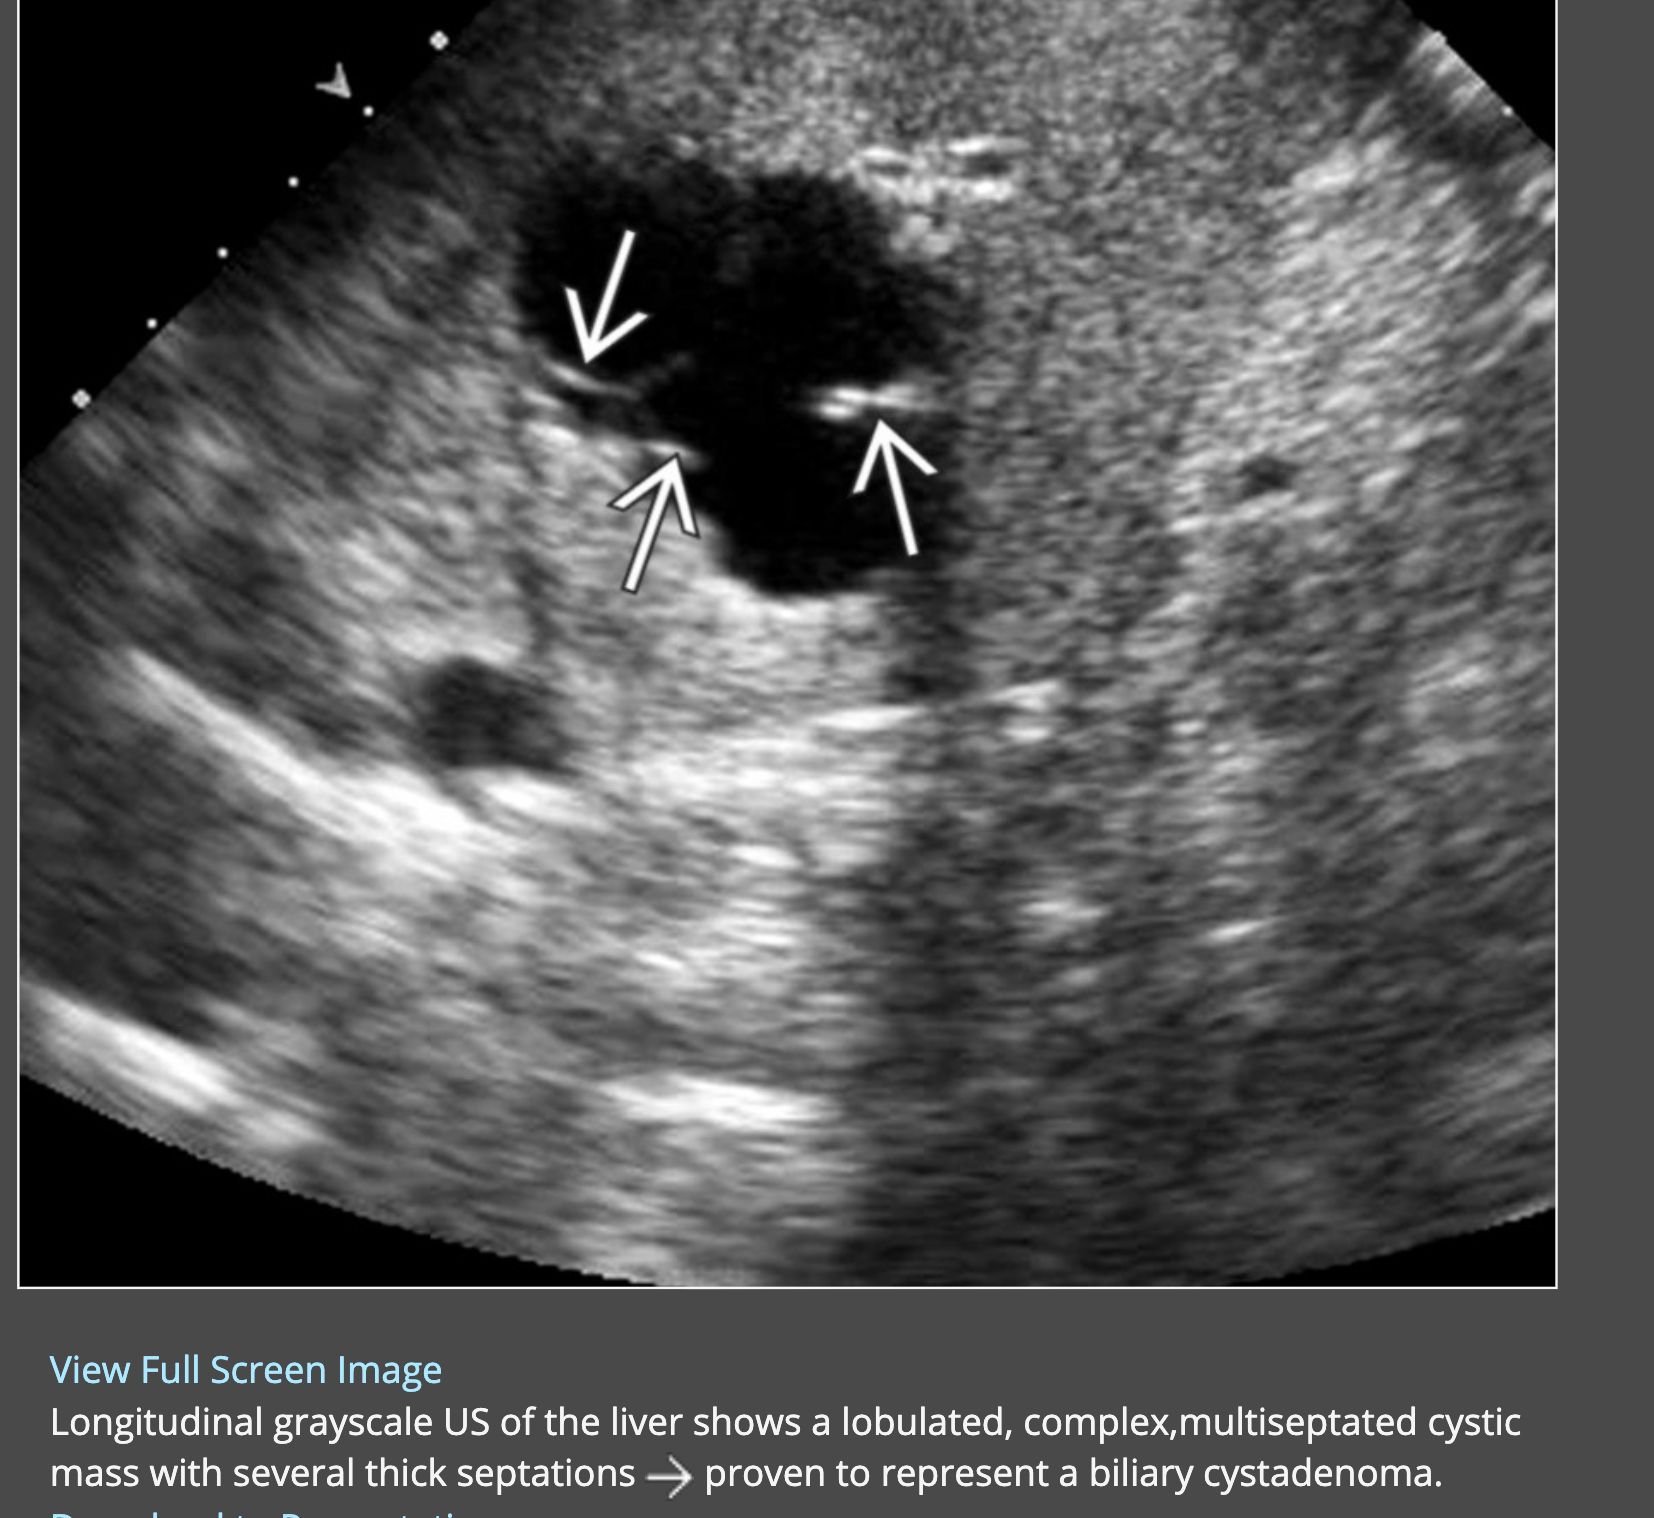 View Full Screen Image
Longitudinal grayscale US of the liver shows a lobulated, complex,multiseptated cystic
mass with several thick septations → proven to represent a biliary cystadenoma.